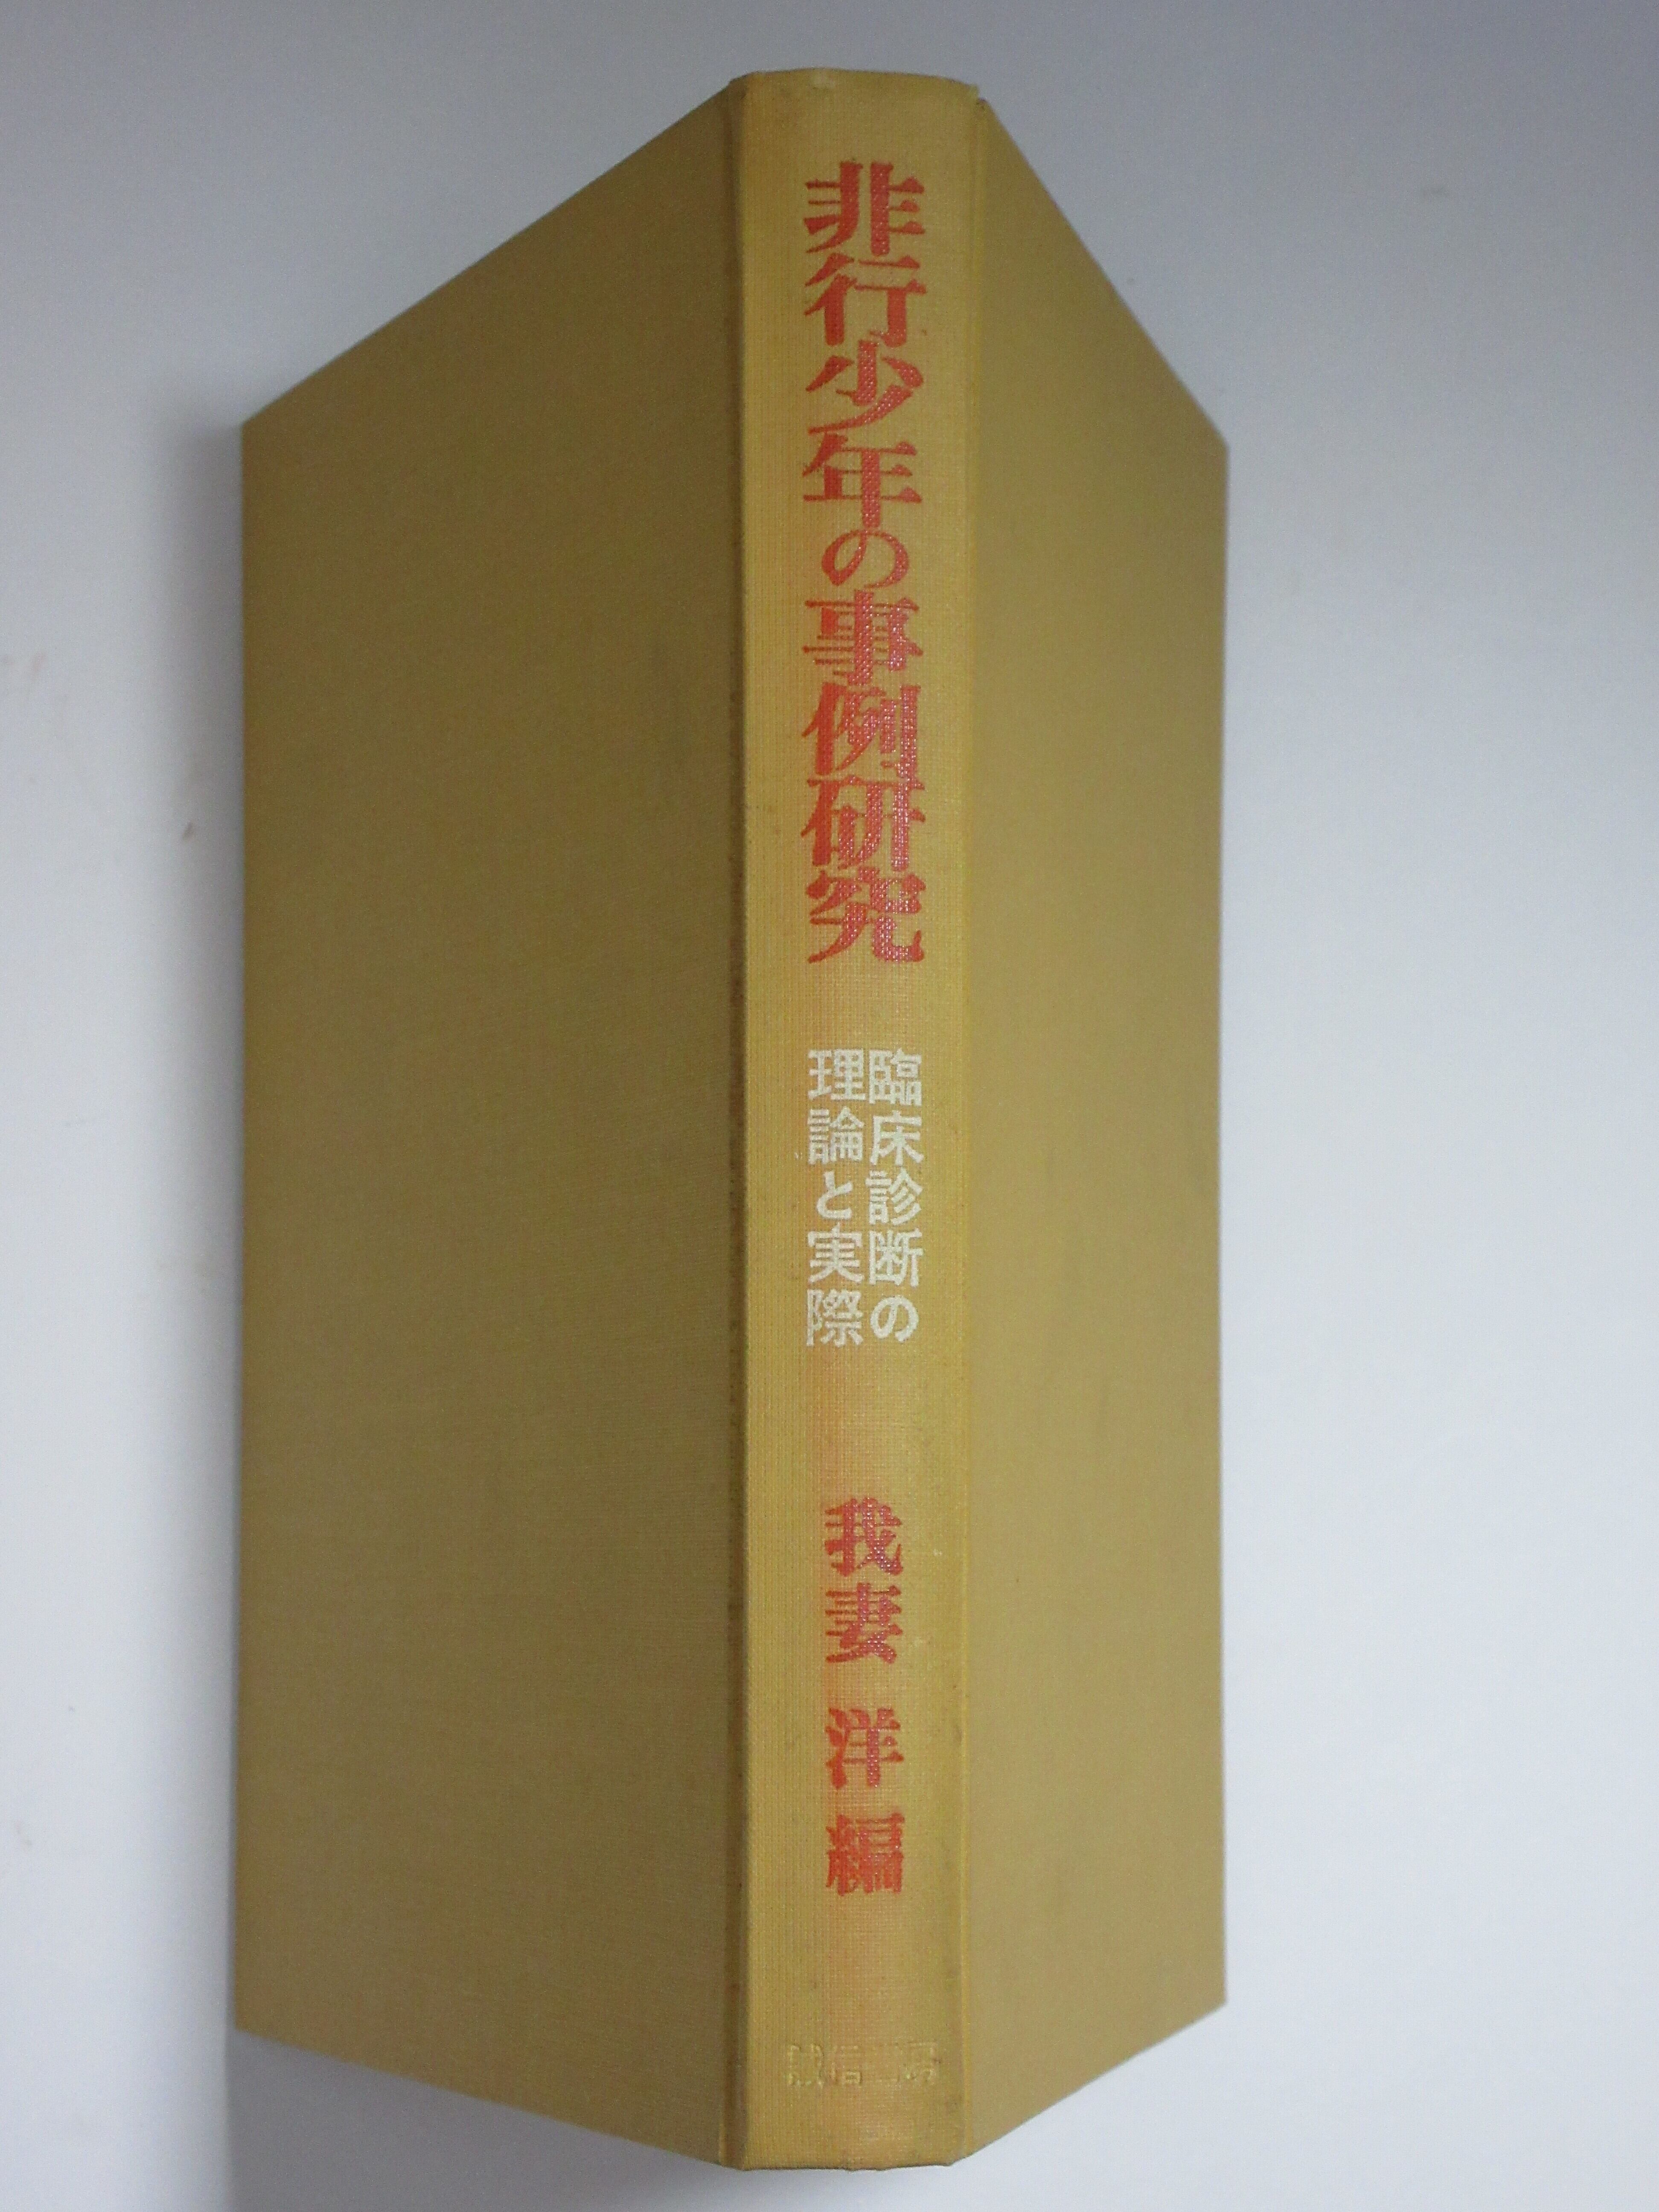 非行少年の事例研究
臨床診断の
理論と実際
我妻 洋 編
誠信書房